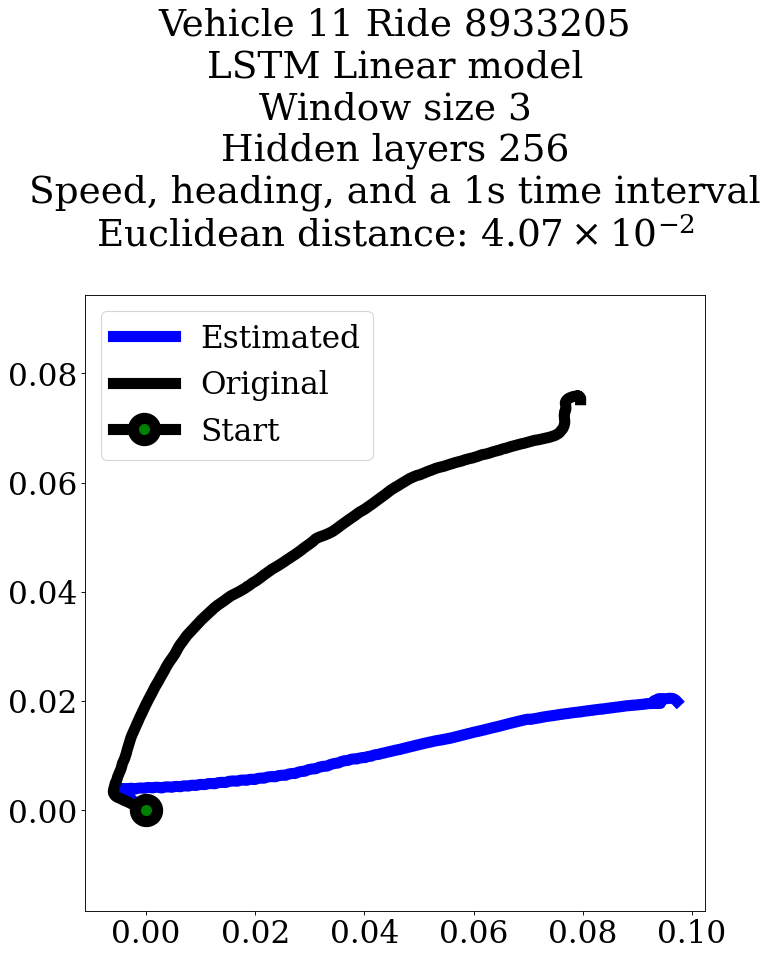 Vehicle 11 Ride 8933205
LSTM Linear model
Window size 3
Hidden layers 256
Speed, heading, and a 1s time interval
Euclidean distance: 4.07 × 10⁻²
Estimated
Original
Start
0.08
0.06
0.04
0.02
0.00
0.00 0.02 0.04 0.06 0.08 0.10